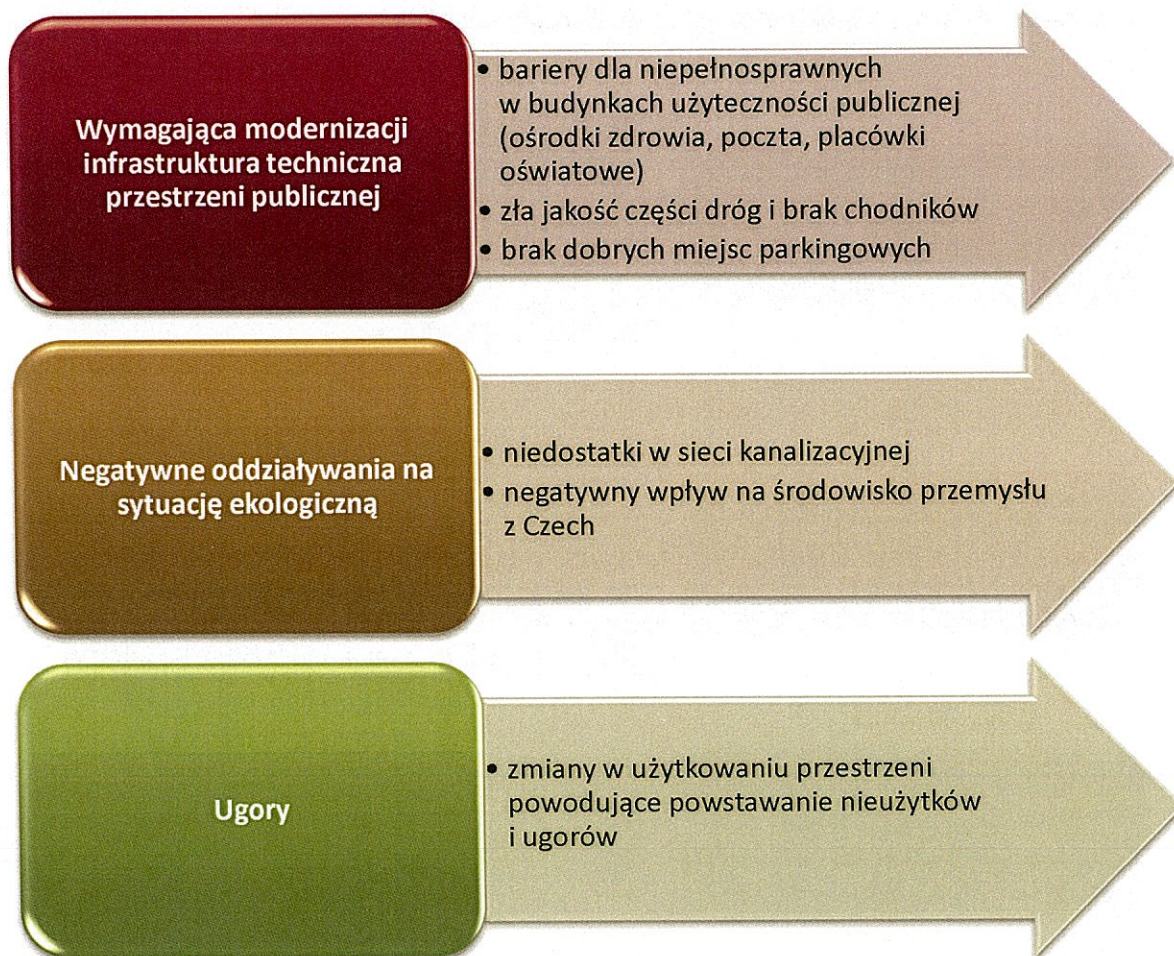 Wymagająca modernizacji
infrastruktura techniczna
przestrzeni publicznej
• bariery dla niepełnosprawnych
w budynkach użyteczności publicznej
(ośrodki zdrowia, poczta, placówki
oświatowe)
• zła jakość części dróg i brak chodników
• brak dobrych miejsc parkingowych
Negatywne oddziaływania na
sytuację ekologiczną
• niedostatki w sieci kanalizacyjnej
• negatywny wpływ na środowisko przemysłu
z Czech
Ugory
• zmiany w użytkowaniu przestrzeni
powodujące powstawanie nieużytków
i ugorów